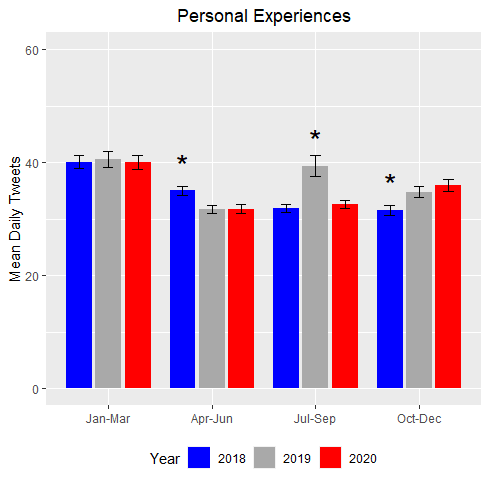 Personal Experiences
Mean Daily Tweets
60
40
20
0
*
*
*
Jan-Mar Apr-Jun Jul-Sep Oct-Dec
Year 2018 2019 2020